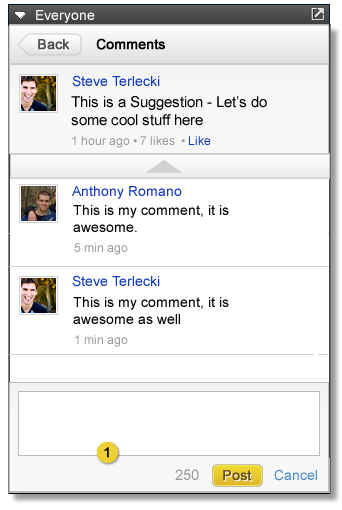 Everyone
Back
Comments
Steve Terlecki
This is a Suggestion - Let's do
some cool stuff here
1 hour ago • 7 likes • Like
Anthony Romano
This is my comment, it is
awesome.
5 min ago
Steve Terlecki
This is my comment, it is
awesome as well
1 min ago
1
250
Post
Cancel